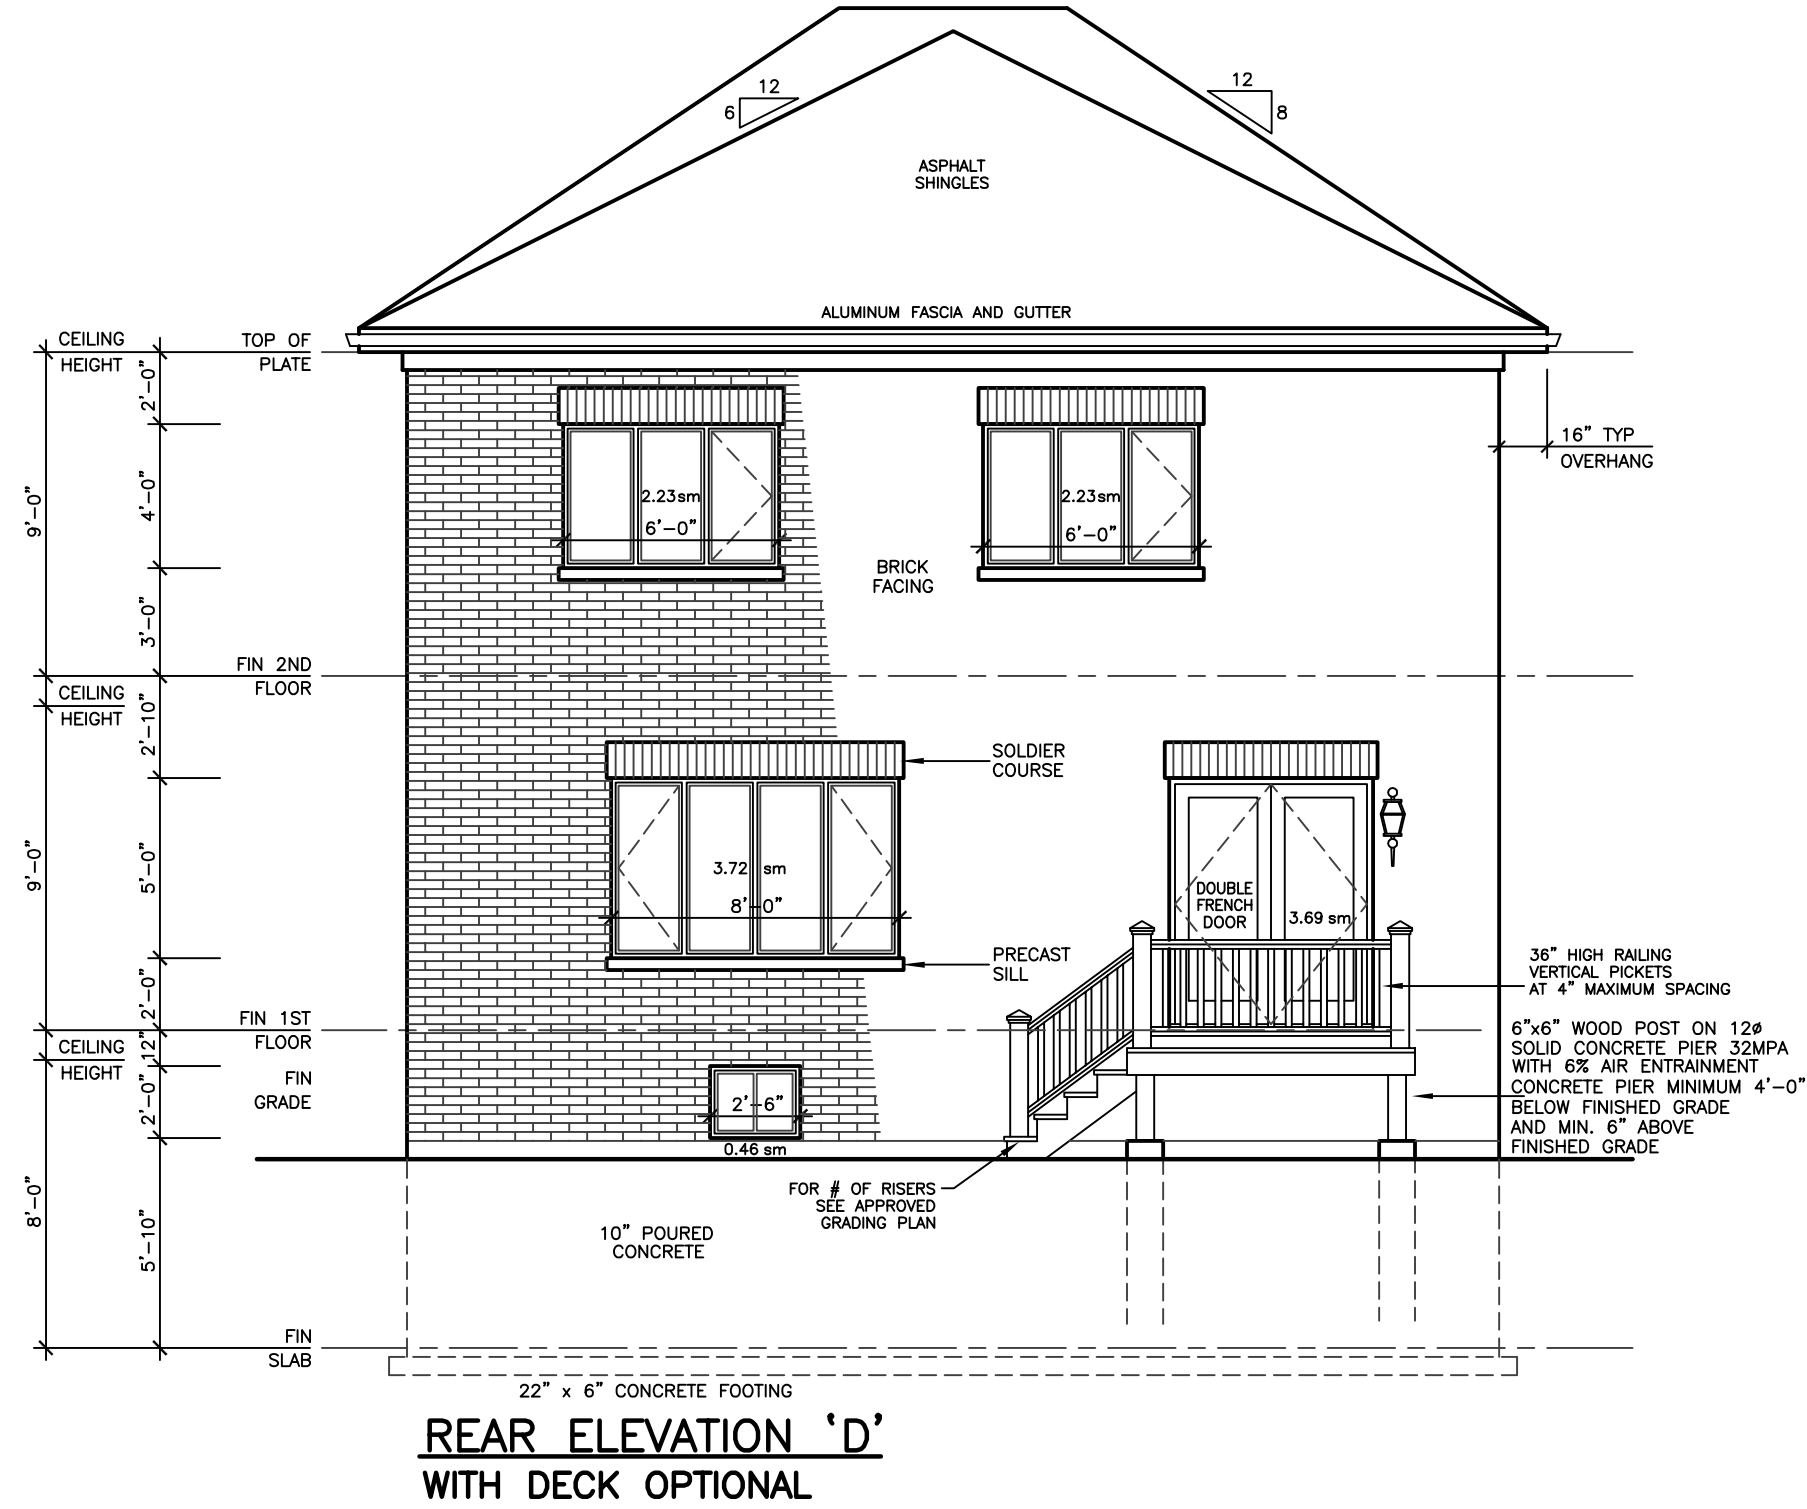 12
6
12
8
ASPHALT
SHINGLES
ALUMINUM FASCIA AND GUTTER
CEILING
HEIGHT
TOP OF
PLATE
2'-0"
16" TYP
OVERHANG
9'-0"
4'-0"
2.23sm
6'-0"
2.23sm
6'-0"
BRICK
FACING
3'-0"
FIN 2ND
FLOOR
CEILING
HEIGHT
2'-10"
SOLDIER
COURSE
9'-0"
5'-0"
3.72 sm
8'-0"
DOUBLE
FRENCH
DOOR
3.69 sm
PRECAST
SILL
36" HIGH RAILING
VERTICAL PICKETS
AT 4" MAXIMUM SPACING
2'-0"
FIN 1ST
FLOOR
CEILING
HEIGHT
12"
6"x6" WOOD POST ON 12ø
SOLID CONCRETE PIER 32MPA
WITH 6% AIR ENTRAINMENT
CONCRETE PIER MINIMUM 4'-0"
BELOW FINISHED GRADE
AND MIN. 6" ABOVE
FINISHED GRADE
FIN
GRADE
2'-0"
2'-6"
0.46 sm
8'-0"
FOR # OF RISERS
SEE APPROVED
GRADING PLAN
10" POURED
CONCRETE
5'-10"
FIN
SLAB
22" x 6" CONCRETE FOOTING
REAR ELEVATION 'D'
WITH DECK OPTIONAL